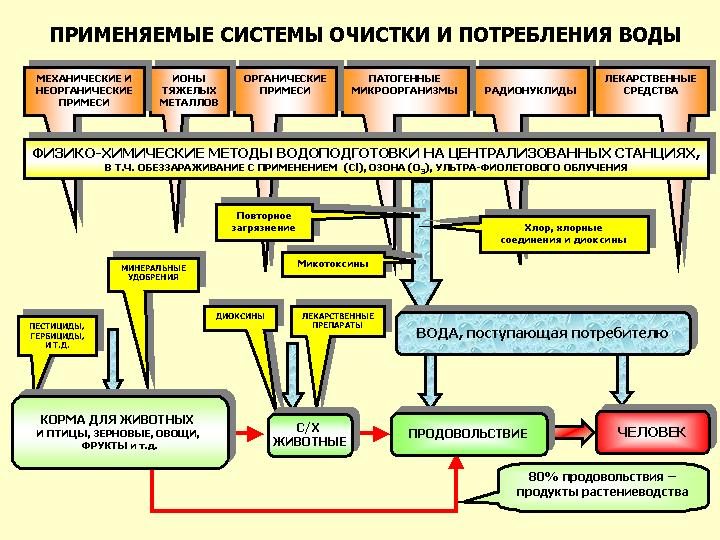 ПРИМЕНЯЕМЫЕ СИСТЕМЫ ОЧИСТКИ И ПОТРЕБЛЕНИЯ ВОДЫ
МЕХАНИЧЕСКИЕ И
НЕОРГАНИЧЕСКИЕ
ПРИМЕСИ
ИОНЫ
ТЯЖЕЛЫХ
МЕТАЛЛОВ
ОРГАНИЧЕСКИЕ
ПРИМЕСИ
ПАТОГЕННЫЕ
МИКРООРГАНИЗМЫ
РАДИОНУКЛИДЫ
ЛЕКАРСТВЕННЫЕ
СРЕДСТВА
ФИЗИКО-ХИМИЧЕСКИЕ МЕТОДЫ ВОДОПОДГОТОВКИ НА ЦЕНТРАЛИЗОВАННЫХ СТАНЦИЯХ,
В Т.Ч. ОБЕЗЗАРАЖИВАНИЕ С ПРИМЕНЕНИЕМ (Cl), ОЗОНА (O₃), УЛЬТРА-ФИОЛЕТОВОГО ОБЛУЧЕНИЯ
Повторное
загрязнение
Хлор, хлорные
соединения и диоксины
Микотоксины
МИНЕРАЛЬНЫЕ
УДОБРЕНИЯ
ПЕСТИЦИДЫ,
ГЕРБИЦИДЫ,
И Т.Д.
ДИОКСИНЫ
ЛЕКАРСТВЕННЫЕ
ПРЕПАРАТЫ
ВОДА, поступающая потребителю
КОРМА ДЛЯ ЖИВОТНЫХ
И ПТИЦЫ, ЗЕРНОВЫЕ, ОВОЩИ,
ФРУКТЫ и т.д.
С/Х
ЖИВОТНЫЕ
ПРОДОВОЛЬСТВИЕ
ЧЕЛОВЕК
80% продовольствия –
продукты растениеводства